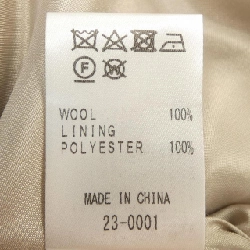 F W
WOOL 100%
LINING
POLYESTER 100%
MADE IN CHINA
23-0001